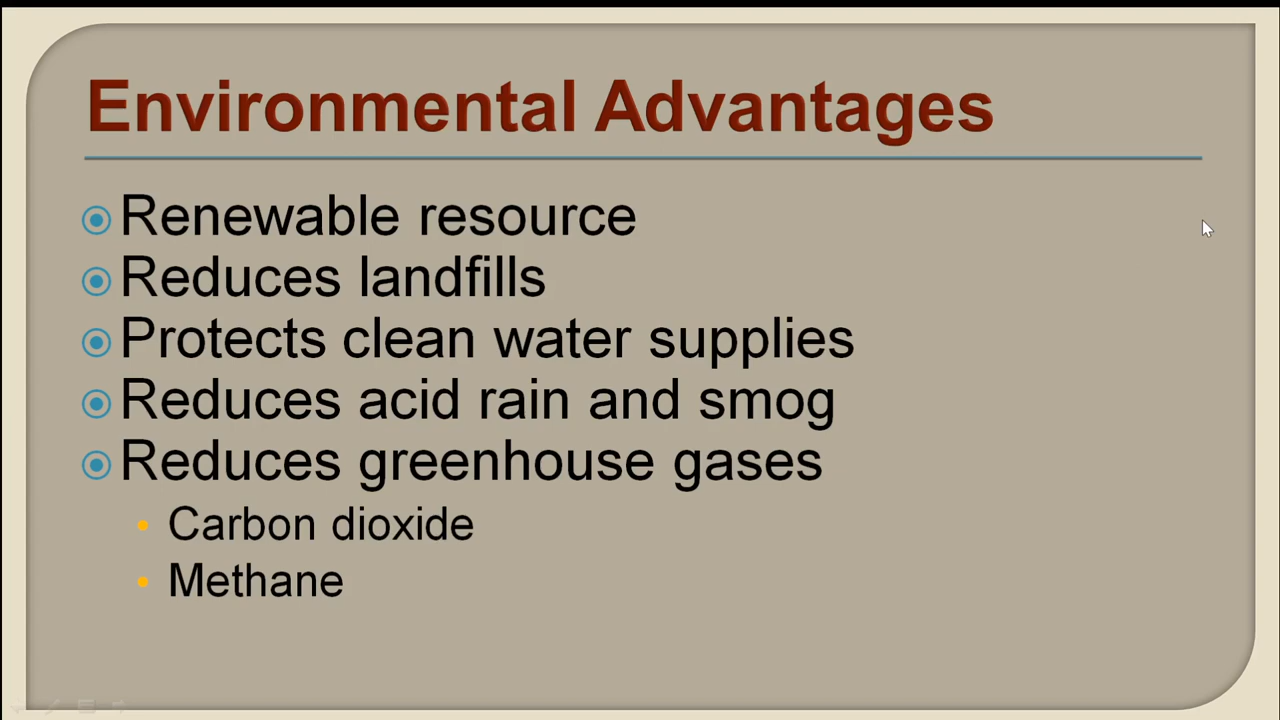 Environmental Advantages
Renewable resource
Reduces landfills
Protects clean water supplies
Reduces acid rain and smog
Reduces greenhouse gases
Carbon dioxide
Methane